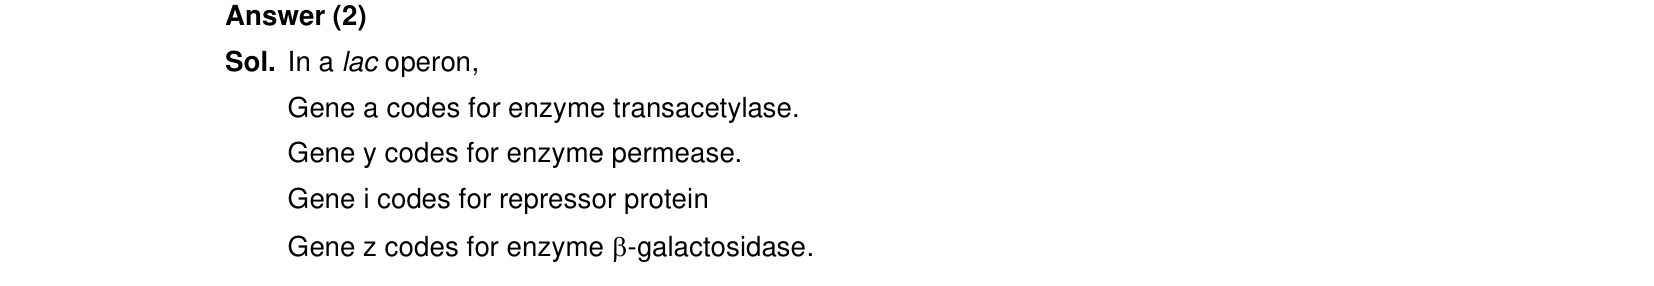 Answer (2)
Sol. In a lac operon,
Gene a codes for enzyme transacetylase.
Gene y codes for enzyme permease.
Gene i codes for repressor protein
Gene z codes for enzyme β-galactosidase.